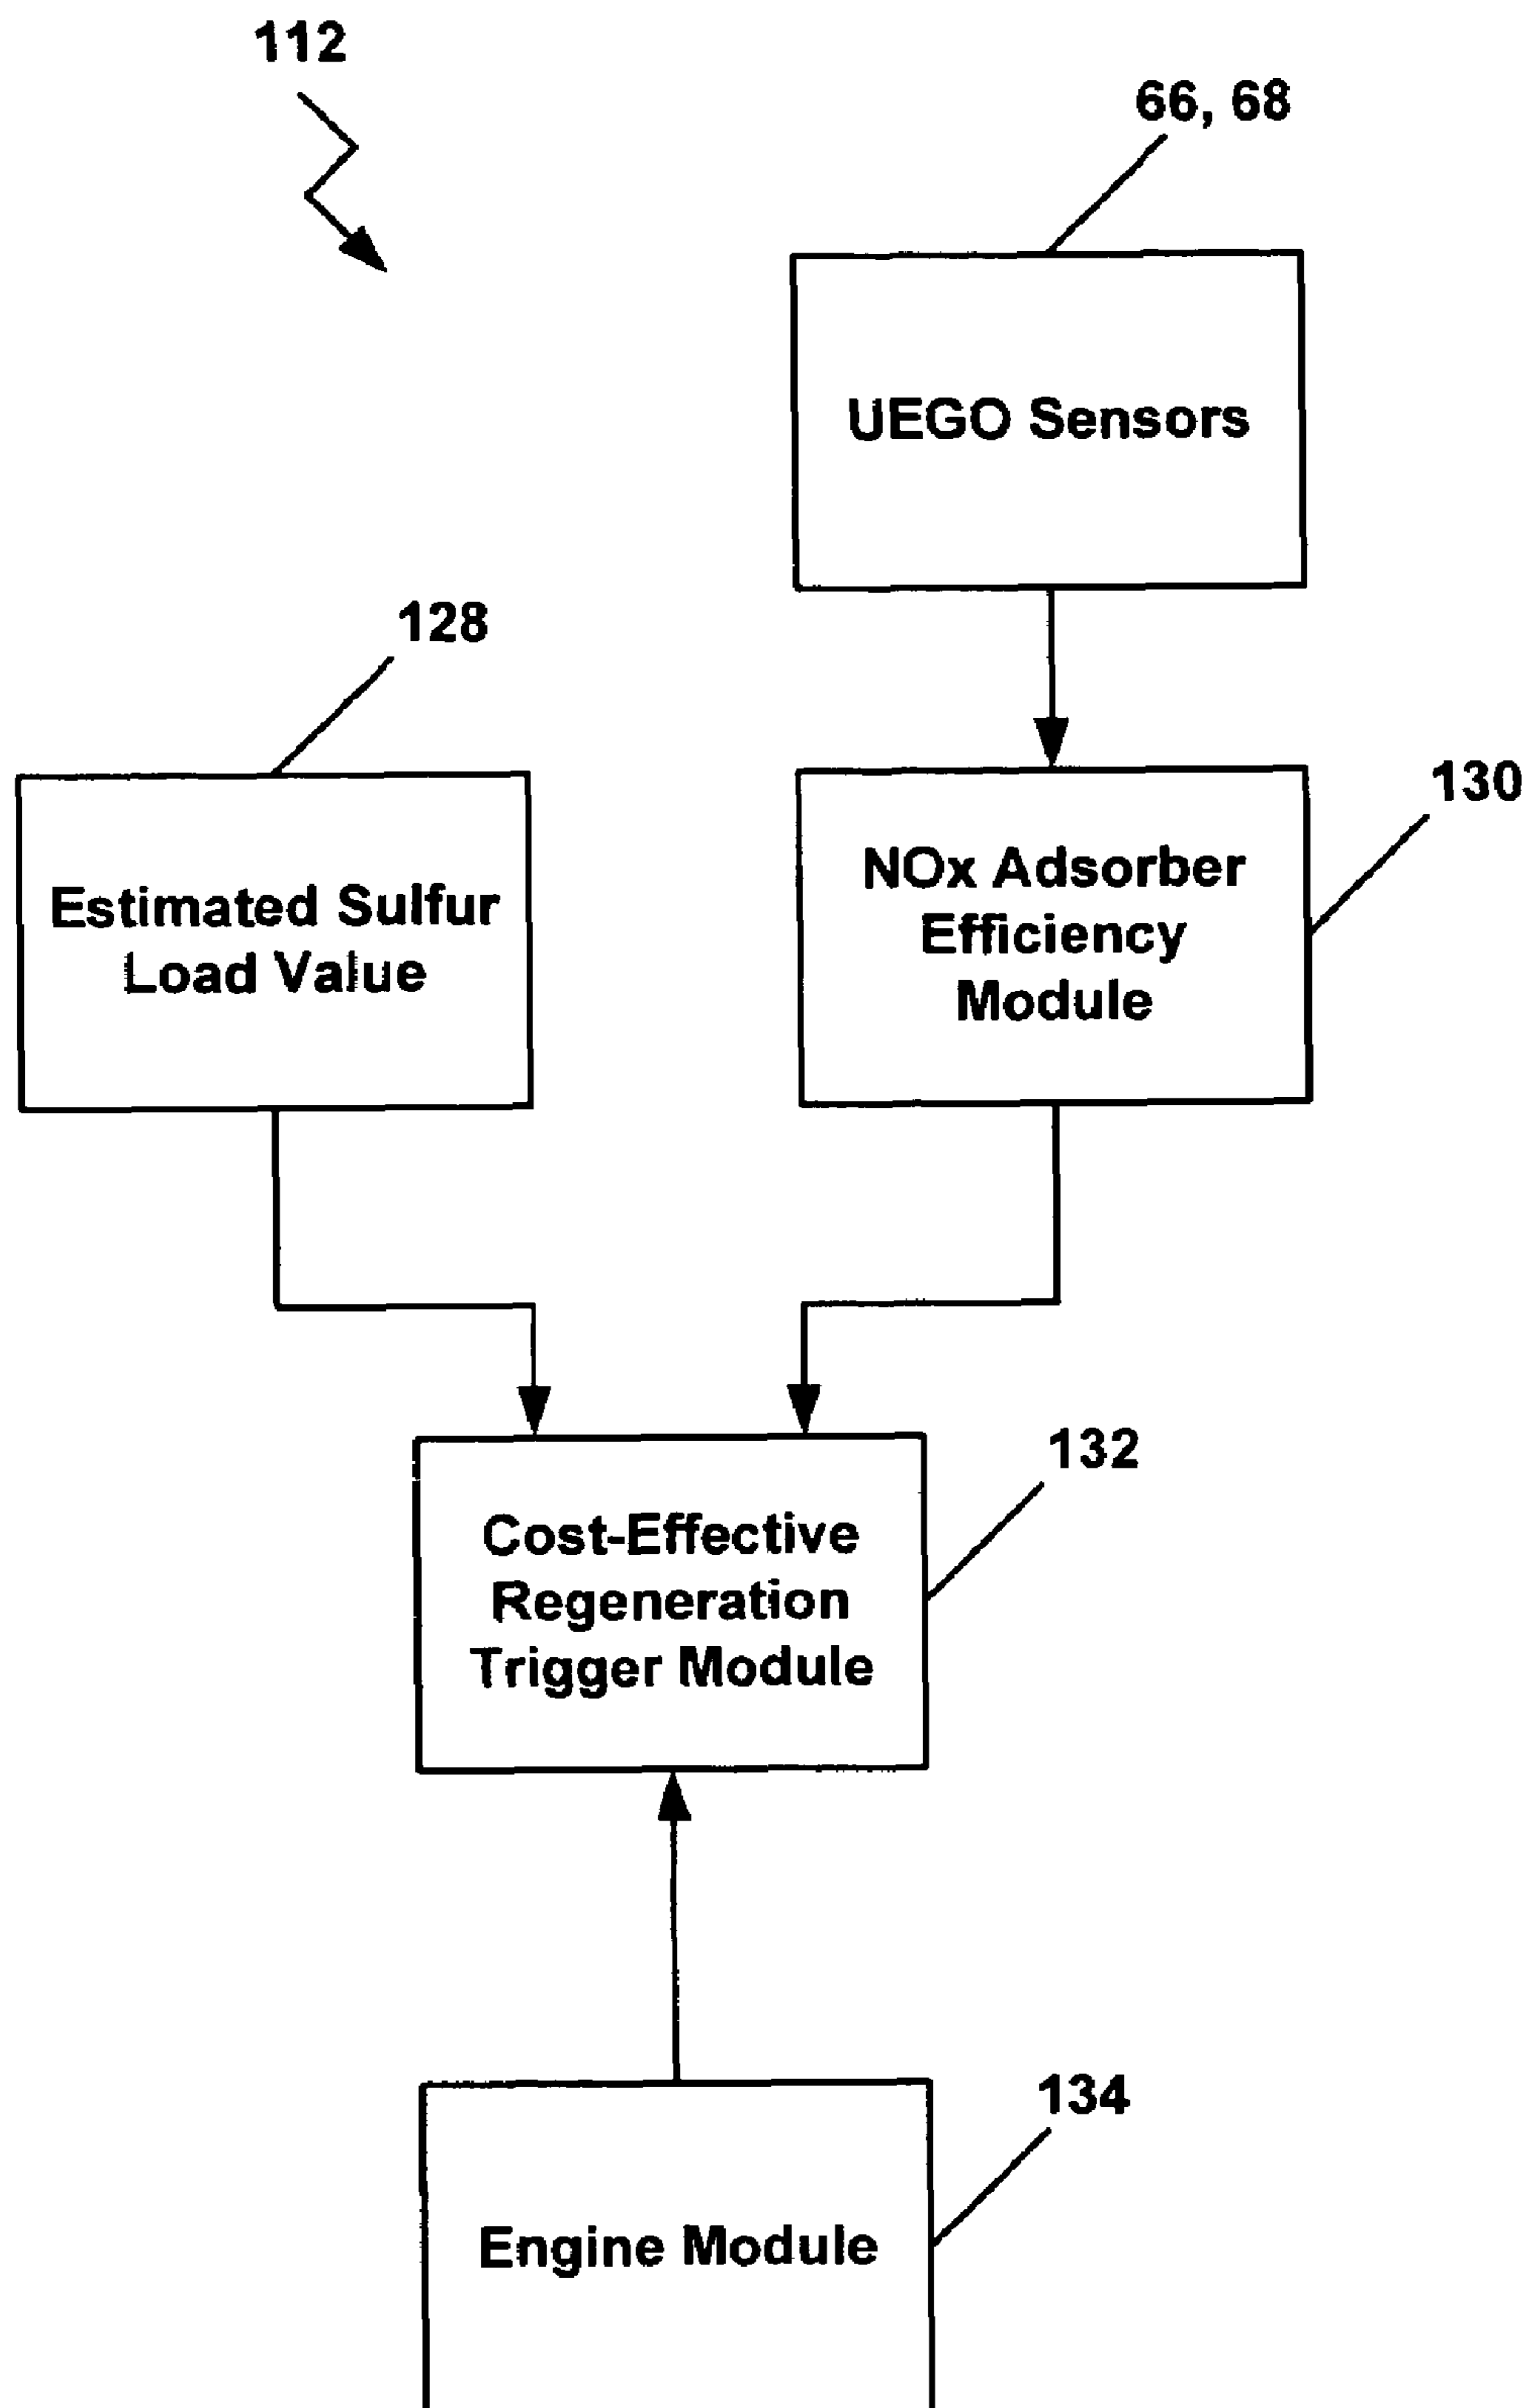 112
66, 68
UEGO Sensors
128
130
Estimated Sulfur
Load Value
NOx Adsorber
Efficiency
Module
132
Cost-Effective
Regeneration
Trigger Module
134
Engine Module